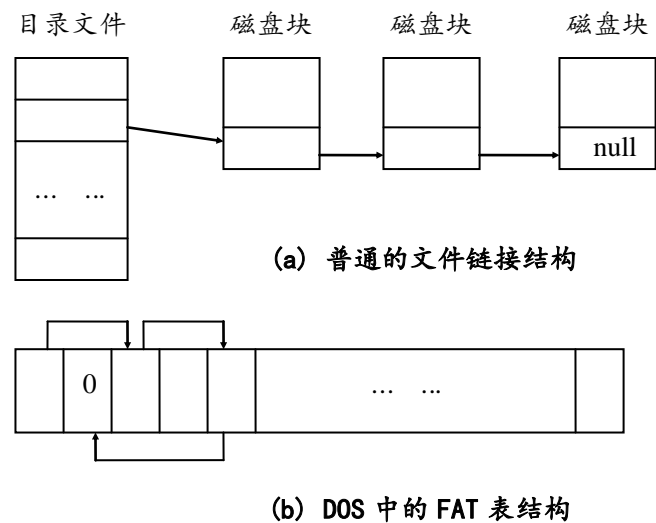 目录文件 磁盘块 磁盘块 磁盘块
null
… …
(a) 普通的文件链接结构
0 … …
(b) DOS 中的 FAT 表结构